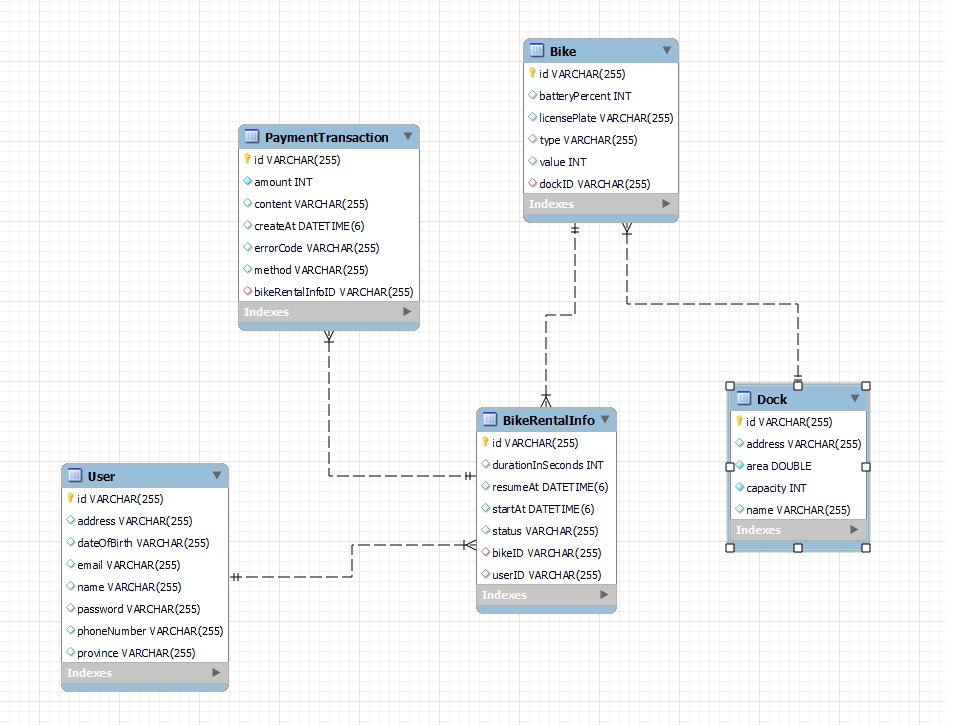 Bike
id VARCHAR(255)
batteryPercent INT
licensePlate VARCHAR(255)
type VARCHAR(255)
value INT
dockID VARCHAR(255)
Indexes
PaymentTransaction
id VARCHAR(255)
amount INT
content VARCHAR(255)
createAt DATETIME(6)
errorCode VARCHAR(255)
method VARCHAR(255)
bikeRentalInfoID VARCHAR(255)
Indexes
Dock
id VARCHAR(255)
address VARCHAR(255)
area DOUBLE
capacity INT
name VARCHAR(255)
Indexes
BikeRentalInfo
id VARCHAR(255)
durationInSeconds INT
resumeAt DATETIME(6)
startAt DATETIME(6)
status VARCHAR(255)
bikeID VARCHAR(255)
userID VARCHAR(255)
Indexes
User
id VARCHAR(255)
address VARCHAR(255)
dateOfBirth VARCHAR(255)
email VARCHAR(255)
name VARCHAR(255)
password VARCHAR(255)
phoneNumber VARCHAR(255)
province VARCHAR(255)
Indexes